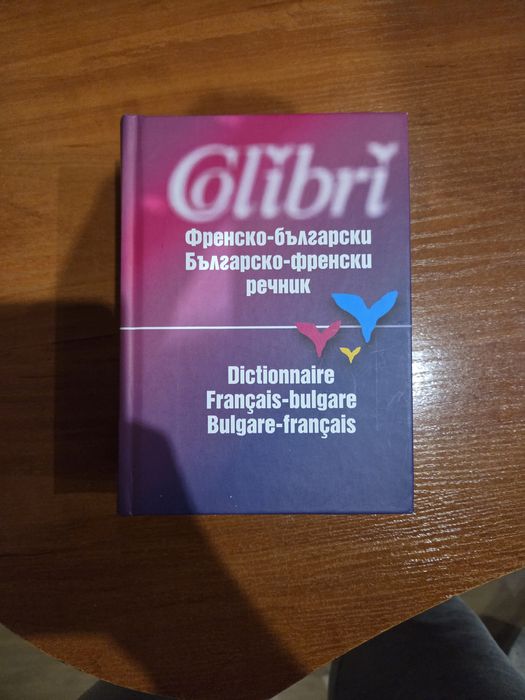 Colibri
Френско-български
Българско-френски
речник
Dictionnaire
Français-bulgare
Bulgare-français